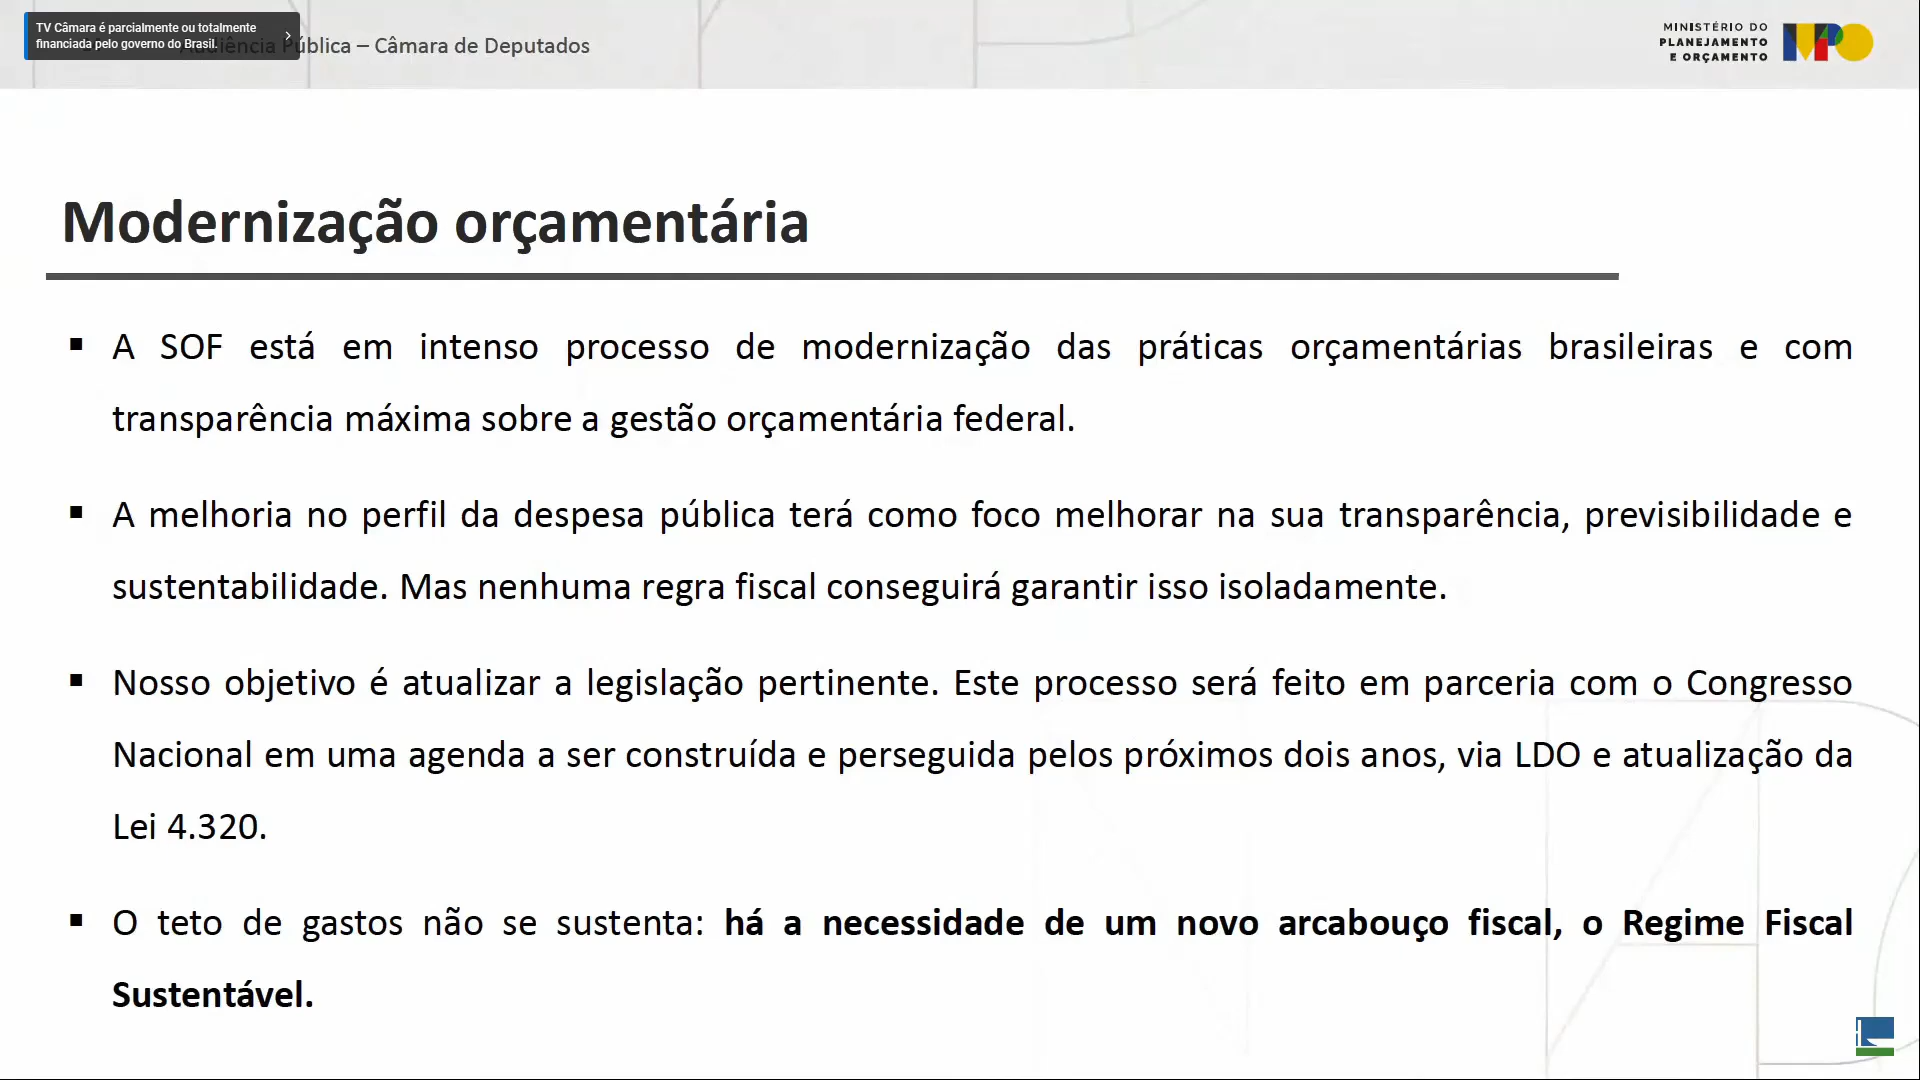 TV Câmara é parcialmente ou totalmente
financiada pelo governo do Brasil.
Audiência Pública – Câmara de Deputados
MINISTÉRIO DO
PLANEJAMENTO
E ORÇAMENTO
MPO
Modernização orçamentária
▪ A SOF está em intenso processo de modernização das práticas orçamentárias brasileiras e com
transparência máxima sobre a gestão orçamentária federal.
▪ A melhoria no perfil da despesa pública terá como foco melhorar na sua transparência, previsibilidade e
sustentabilidade. Mas nenhuma regra fiscal conseguirá garantir isso isoladamente.
▪ Nosso objetivo é atualizar a legislação pertinente. Este processo será feito em parceria com o Congresso
Nacional em uma agenda a ser construída e perseguida pelos próximos dois anos, via LDO e atualização da
Lei 4.320.
▪ O teto de gastos não se sustenta: há a necessidade de um novo arcabouço fiscal, o Regime Fiscal
Sustentável.